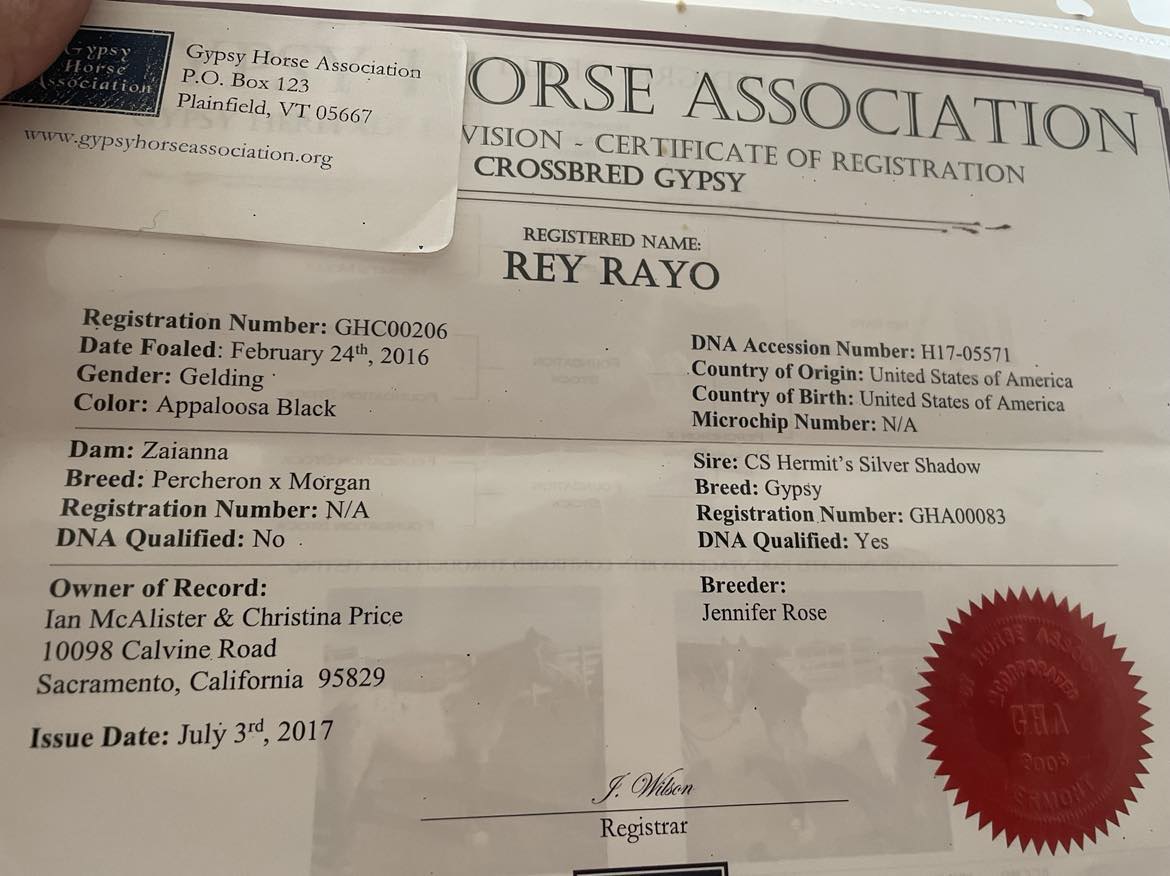 Gypsy
Horse
Association
Gypsy Horse Association
P.O. Box 123
Plainfield, VT 05667
www.gypsyhorseassociation.org
ORSE ASSOCIATION
VISION - CERTIFICATE OF REGISTRATION
CROSSBRED GYPSY
REGISTERED NAME:
REY RAYO
Registration Number: GHC00206
Date Foaled: February 24th, 2016
Gender: Gelding
Color: Appaloosa Black
DNA Accession Number: H17-05571
Country of Origin: United States of America
Country of Birth: United States of America
Microchip Number: N/A
Dam: Zaianna
Breed: Percheron x Morgan
Registration Number: N/A
DNA Qualified: No
Sire: CS Hermit's Silver Shadow
Breed: Gypsy
Registration Number: GHA00083
DNA Qualified: Yes
Owner of Record:
Ian McAlister & Christina Price
10098 Calvine Road
Sacramento, California 95829
Breeder:
Jennifer Rose
Issue Date: July 3rd, 2017
J. Wilson
Registrar
HORSE ASSOC
GHA
VERMONT